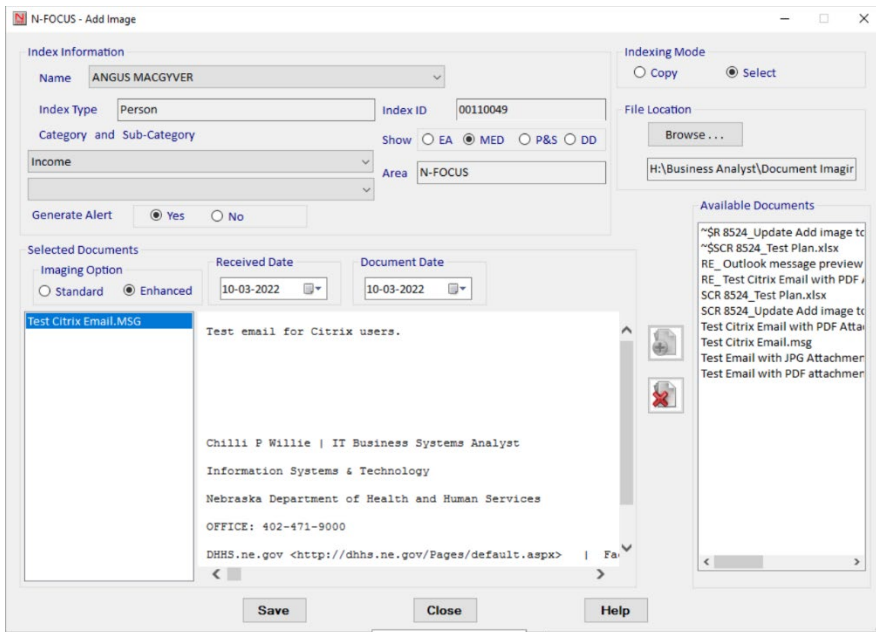 N-FOCUS - Add Image
Index Information
Name ANGUS MACGYVER
Index Type Person Index ID 00110049
Category and Sub-Category
Show EA MED P&S DD
Income
Area N-FOCUS
Generate Alert Yes No
Indexing Mode
Copy Select
File Location
Browse . . .
H:\Business Analyst\Document Imagir
Selected Documents
Imaging Option
Standard Enhanced
Received Date
10-03-2022
Document Date
10-03-2022
Test Citrix Email.MSG
Test email for Citrix users.
Chilli P Willie | IT Business Systems Analyst
Information Systems & Technology
Nebraska Department of Health and Human Services
OFFICE: 402-471-9000
DHHS.ne.gov <http://dhhs.ne.gov/Pages/default.aspx> | Fa
Available Documents
~$R 8524_Update Add image to
~$SCR 8524_Test Plan.xlsx
RE_ Outlook message preview
RE_ Test Citrix Email with PDF
SCR 8524_Test Plan.xlsx
SCR 8524_Update Add image to
Test Citrix Email with PDF Atta
Test Citrix Email.msg
Test Email with JPG Attachmen
Test Email with PDF attachmen
Save Close Help